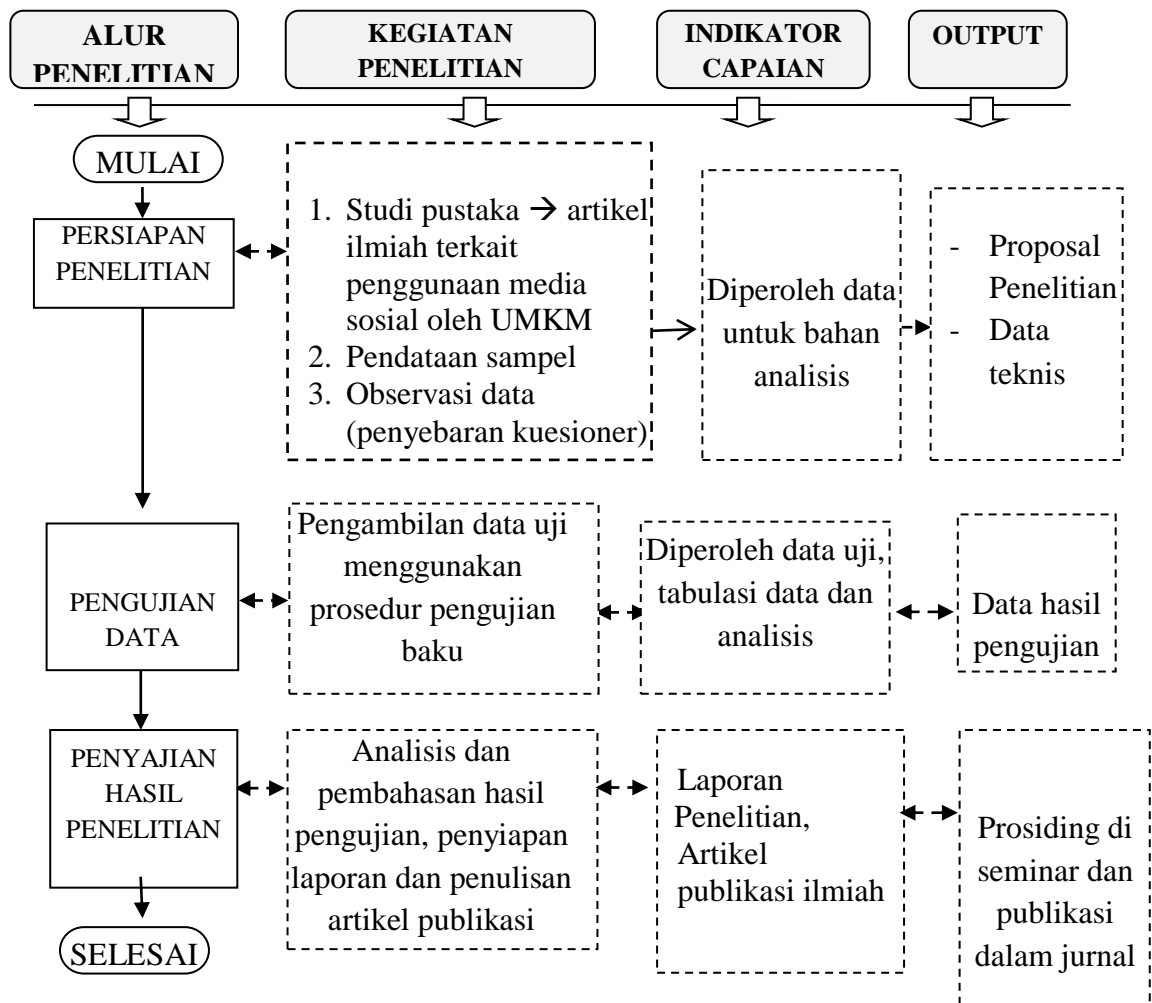 ALUR
PENELITIAN
KEGIATAN
PENELITIAN
INDIKATOR
CAPAIAN
OUTPUT
MULAI
PERSIAPAN
PENELITIAN
1. Studi pustaka → artikel
ilmiah terkait
penggunaan media
sosial oleh UMKM
2. Pendataan sampel
3. Observasi data
(penyebaran kuesioner)
Diperoleh data
untuk bahan
analisis
- Proposal
Penelitian
- Data
teknis
PENGUJIAN
DATA
Pengambilan data uji
menggunakan
prosedur pengujian
baku
Diperoleh data uji,
tabulasi data dan
analisis
Data hasil
pengujian
PENYAJIAN
HASIL
PENELITIAN
Analisis dan
pembahasan hasil
pengujian, penyiapan
laporan dan penulisan
artikel publikasi
Laporan
Penelitian,
Artikel
publikasi ilmiah
Prosiding di
seminar dan
publikasi
dalam jurnal
SELESAI